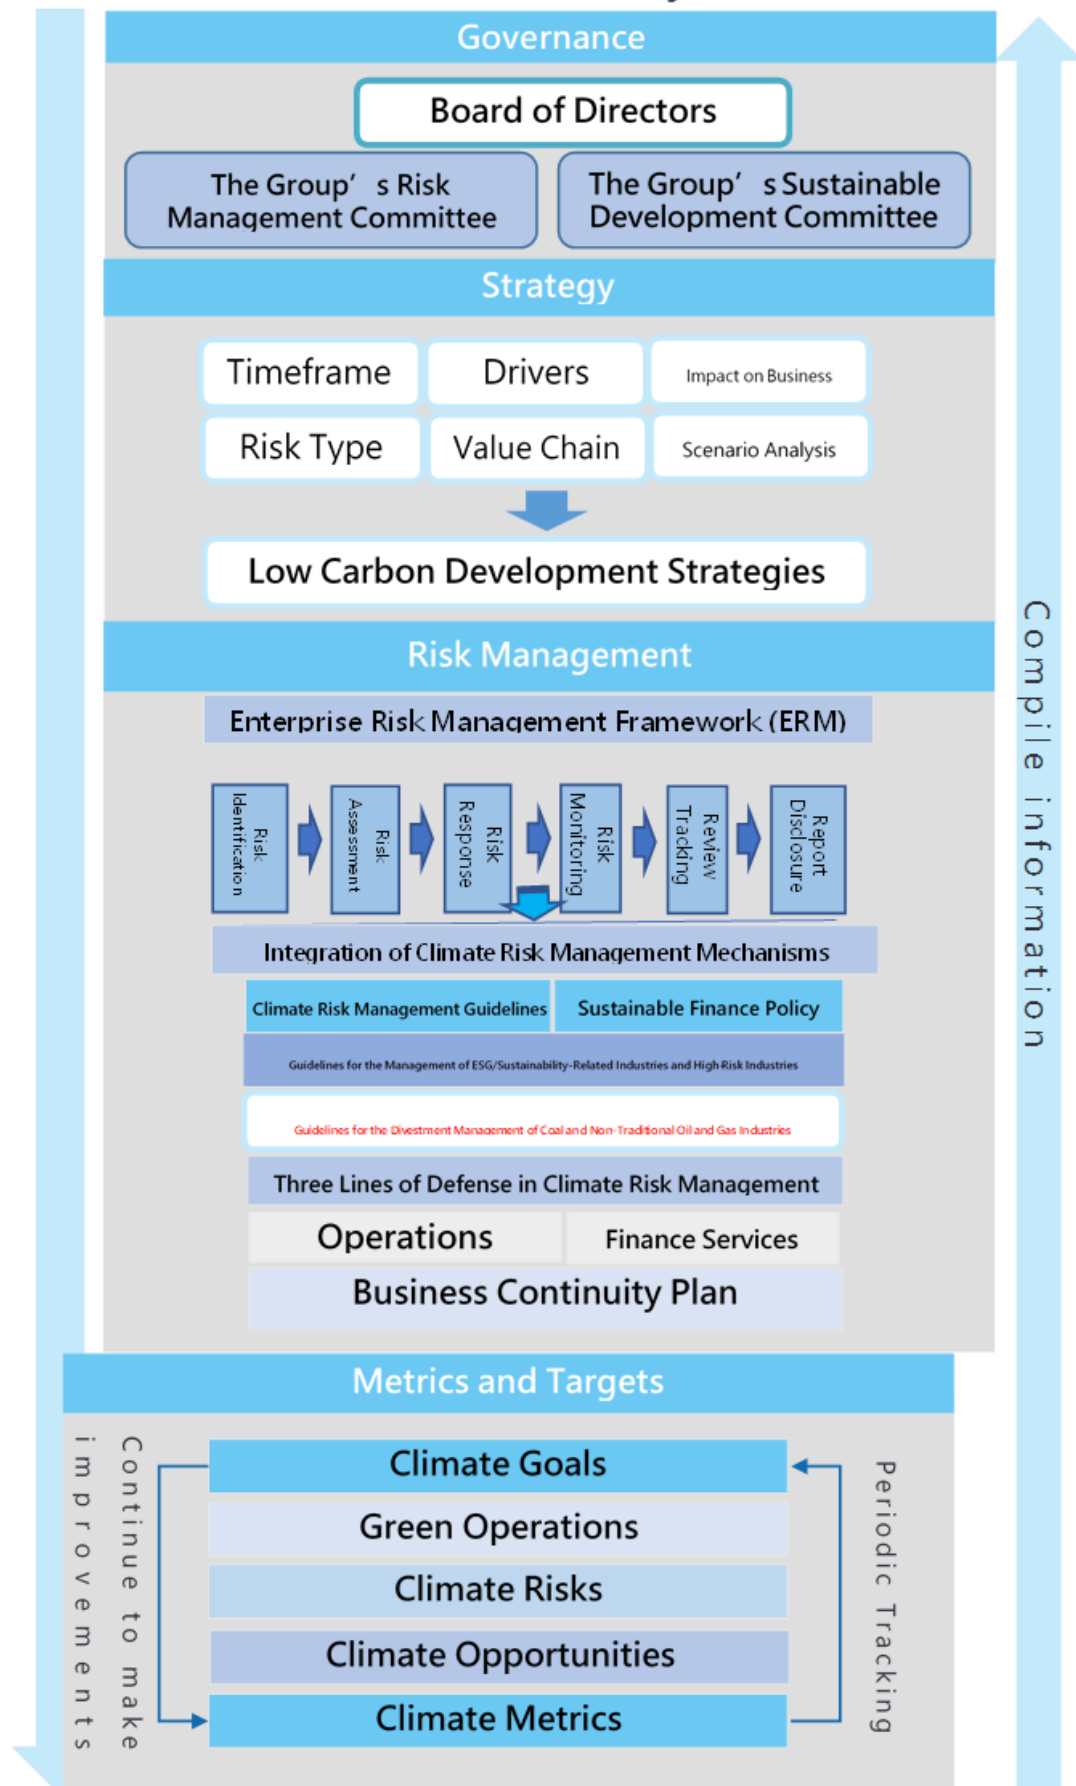 Governance
Board of Directors
The Group’s Risk
Management Committee
The Group’s Sustainable
Development Committee
Strategy
Timeframe
Drivers
Impact on Business
Risk Type
Value Chain
Scenario Analysis
Low Carbon Development Strategies
Risk Management
Enterprise Risk Management Framework (ERM)
Risk
Identification
Risk
Assessment
Risk
Response
Risk
Monitoring
Review
Tracking
Report
Disclosure
Integration of Climate Risk Management Mechanisms
Climate Risk Management Guidelines
Sustainable Finance Policy
Guidelines for the Management of ESG/Sustainability-Related Industries and High-Risk Industries
Guidelines for the Divestment Management of Coal and Non-Traditional Oil and Gas Industries
Three Lines of Defense in Climate Risk Management
Operations
Finance Services
Business Continuity Plan
Metrics and Targets
Climate Goals
Green Operations
Climate Risks
Climate Opportunities
Climate Metrics
Continue to make
improvements
Periodic Tracking
Compile information